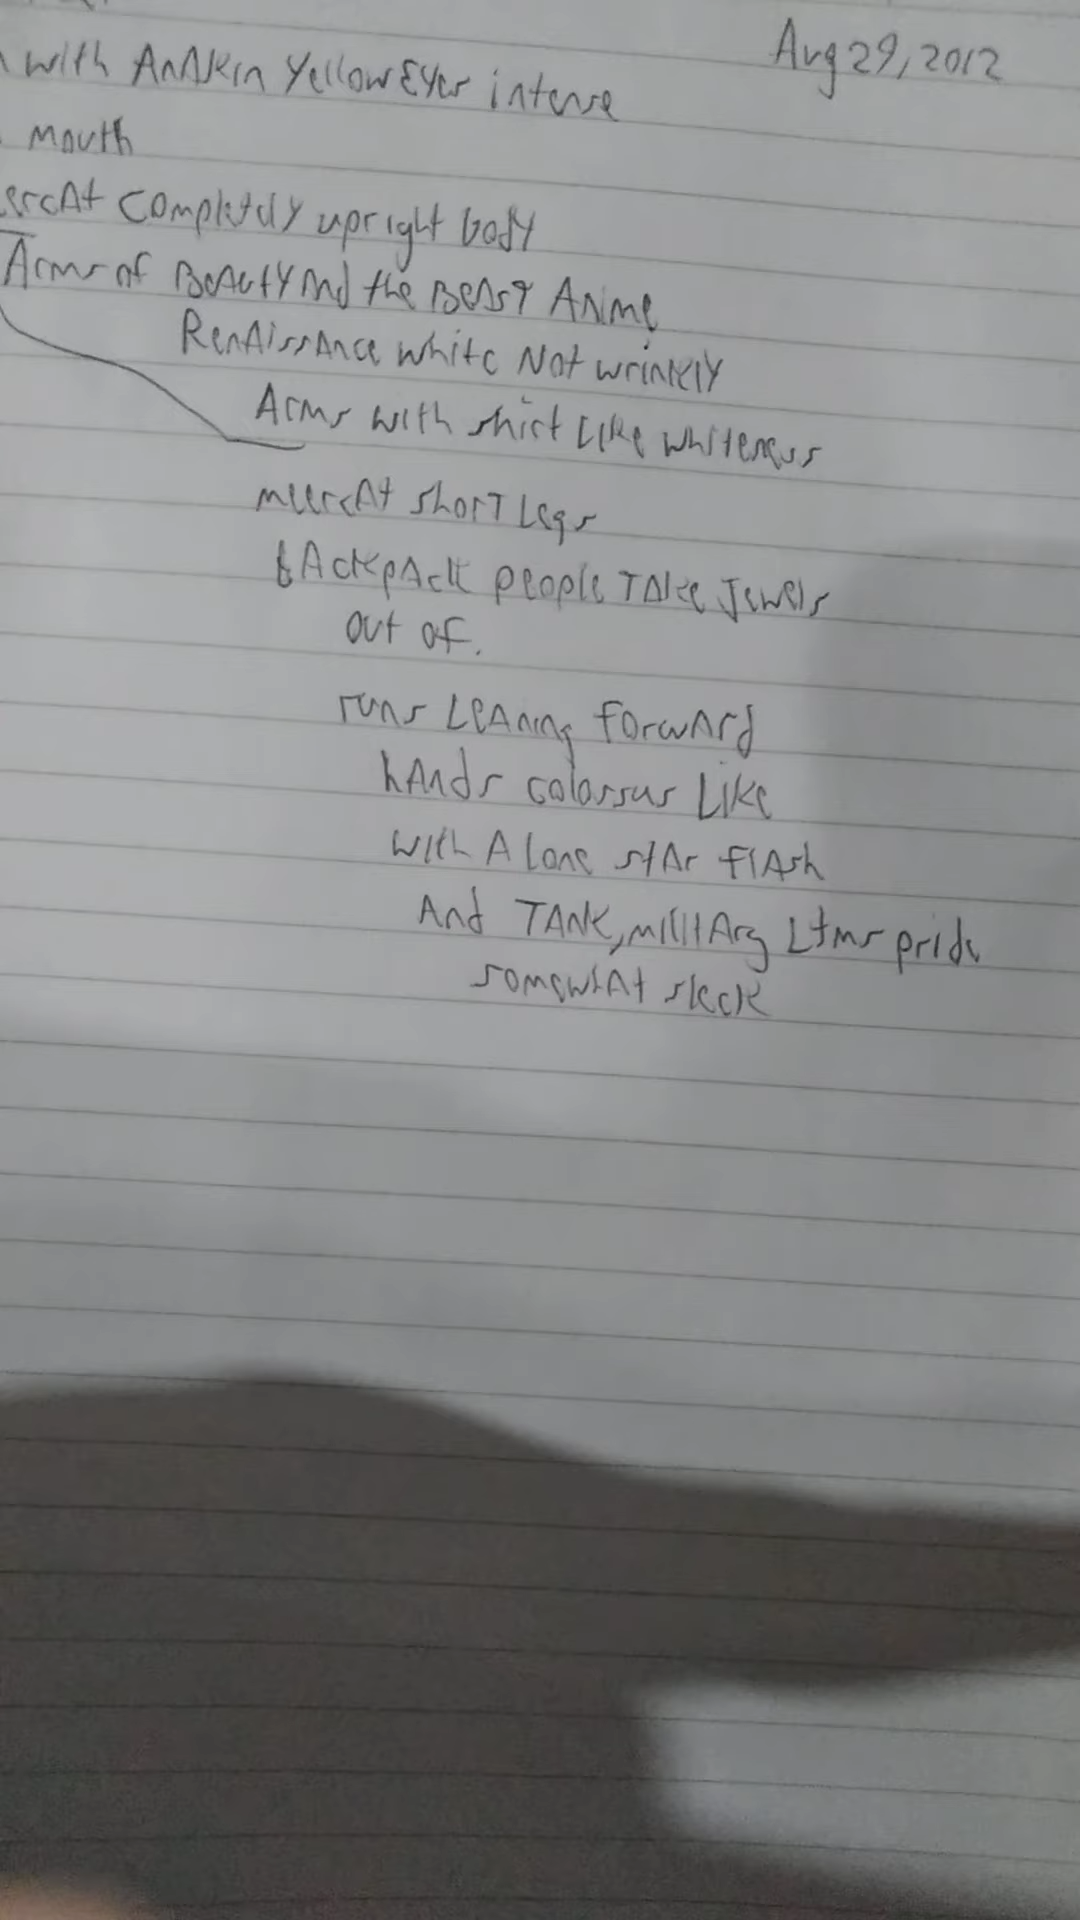 Aug 29, 2012
with AnAkin Yellow Eyes intense
mouth
ercAt completely upright body
Arms of BeAuty And the BeAst Anime
RenAissAnce white Not wrinkly
Arms with shirt Like whiteness
meercAt short Legs
bAckpAck people TAke Jewels
out of.
runs LeAning forwArd
hAnds colossus Like
with A lone stAr flAsh
And TANK, militAry pride
somewhAt sleek